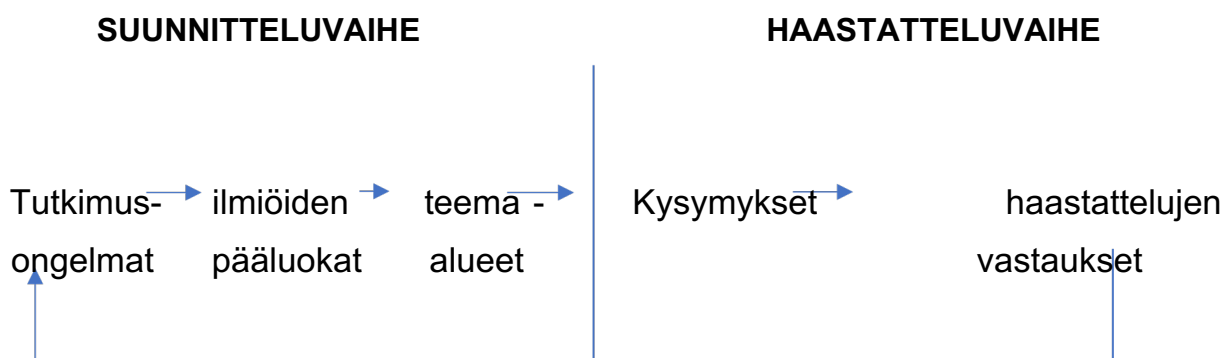 SUUNNITTELUVAIHE HAASTATTELUVAIHE
Tutkimus- ilmiöiden teema - Kysymykset haastattelujen
ongelmat pääluokat alueet vastaukset